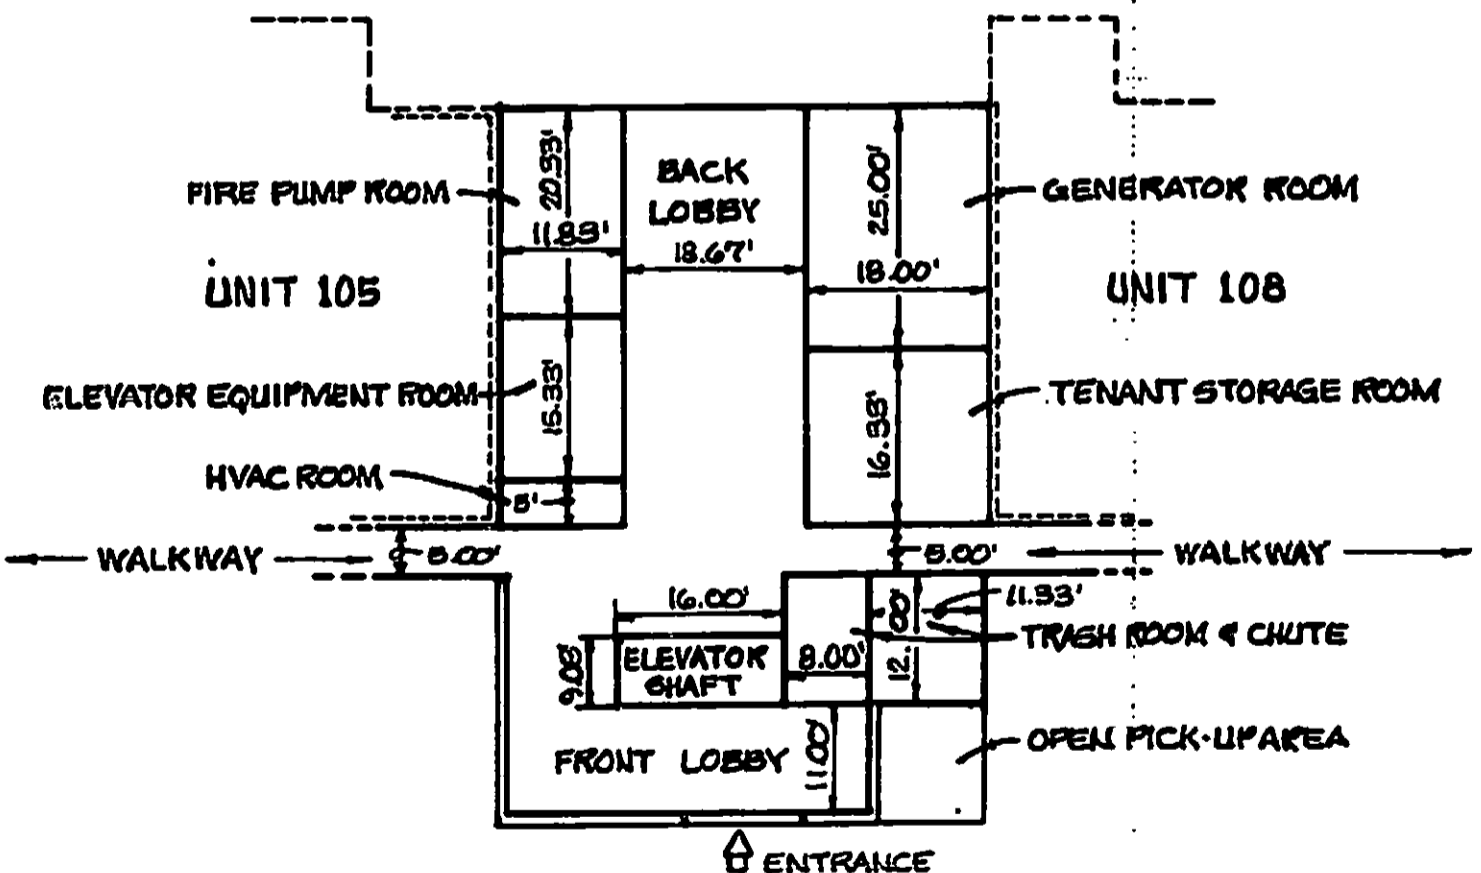 20.33'
BACK
LOBBY
25.00'
FIRE PUMP ROOM
GENERATOR ROOM
11.83'
18.67'
18.00'
UNIT 105
UNIT 108
ELEVATOR EQUIPMENT ROOM
15.33'
16.33'
TENANT STORAGE ROOM
HVAC ROOM
5'
WALKWAY
5.00'
5.00'
WALKWAY
16.00'
11.33'
12.00'
TRASH ROOM & CHUTE
9.08'
ELEVATOR
SHAFT
8.00'
OPEN PICK-UP AREA
FRONT LOBBY
11.00'
ENTRANCE